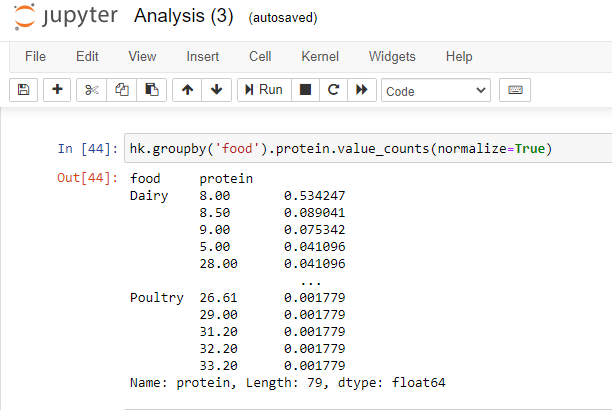 jupyter Analysis (3) (autosaved)
File Edit View Insert Cell Kernel Widgets Help
Run Code
In [44]: hk.groupby('food').protein.value_counts(normalize=True)
Out[44]: food protein
Dairy 8.00 0.534247
8.50 0.089041
9.00 0.075342
5.00 0.041096
28.00 0.041096
...
Poultry 26.61 0.001779
29.00 0.001779
31.20 0.001779
32.20 0.001779
33.20 0.001779
Name: protein, Length: 79, dtype: float64